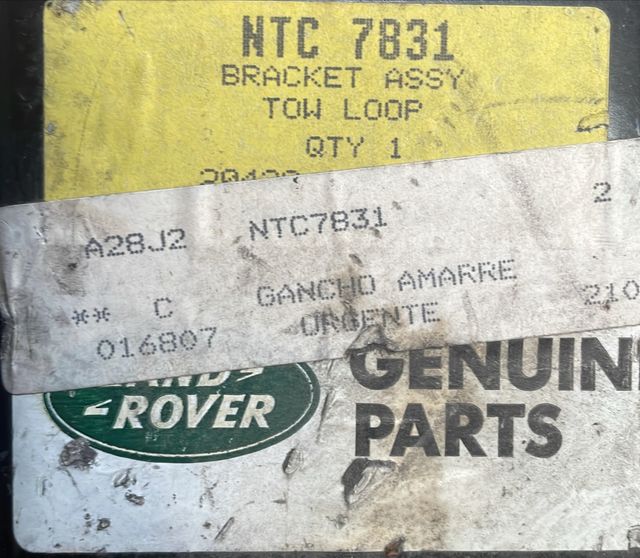 NTC 7831
BRACKET ASSY
TOW LOOP
QTY 1
2
A28J2 NTC7831
** C GANCHO AMARRE 210
016807 URGENTE
LAND
ROVER
GENUIN
PARTS